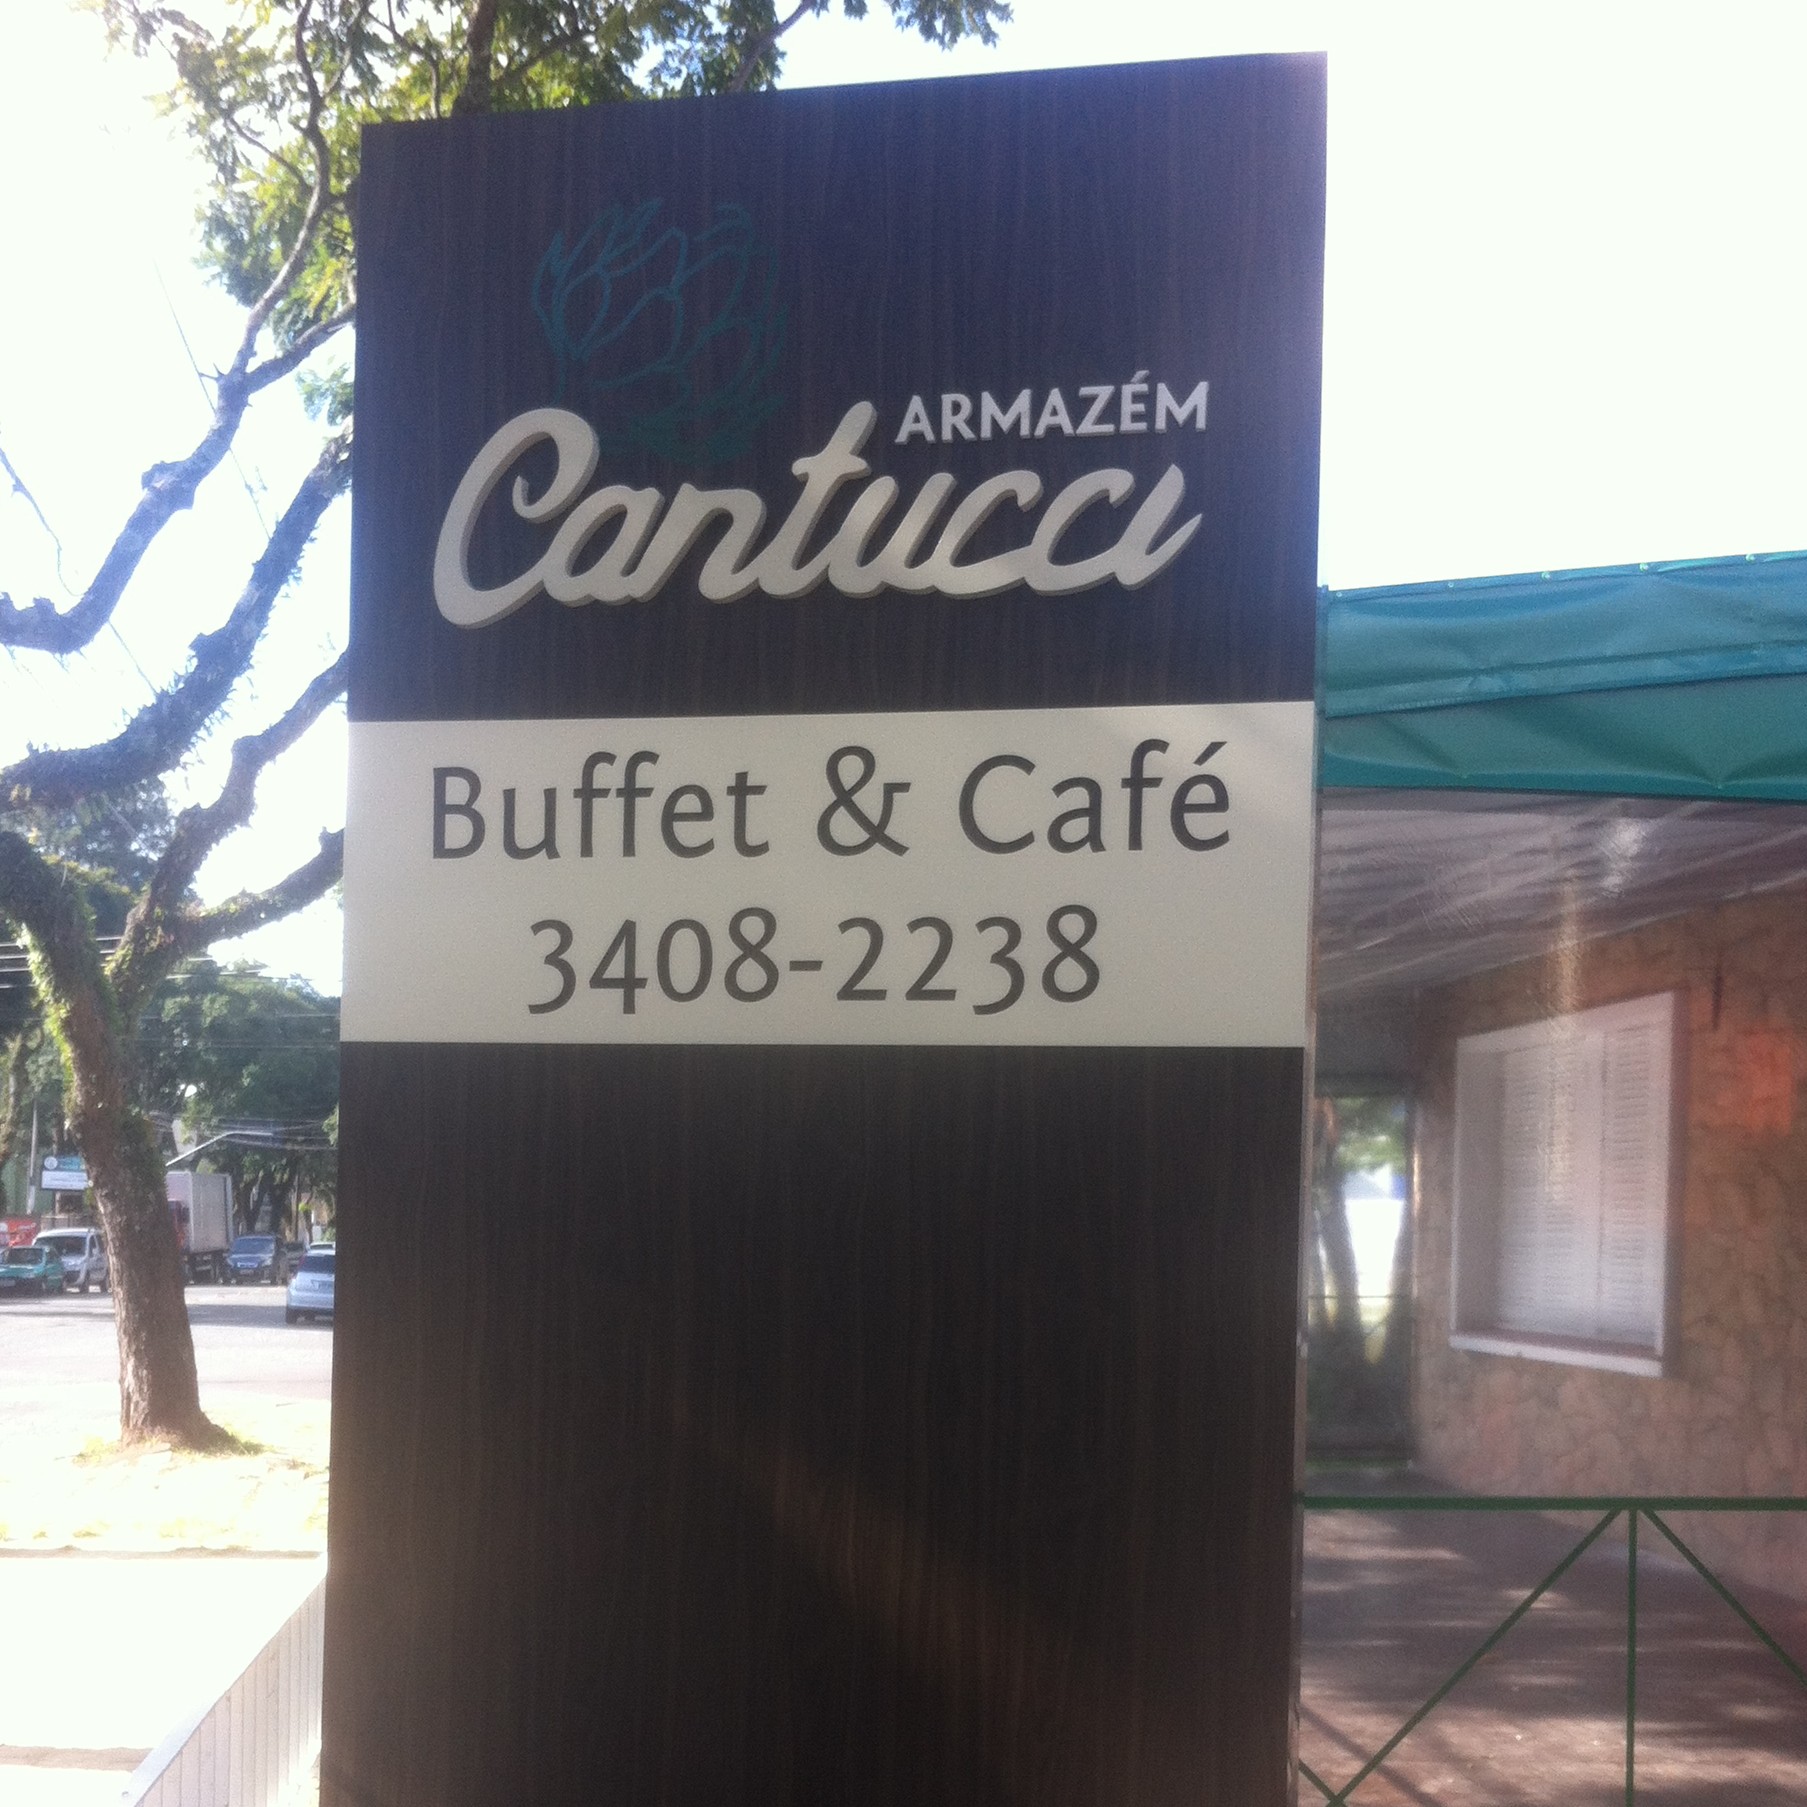 ARMAZÉM
Cantucci
Buffet & Café
3408-2238